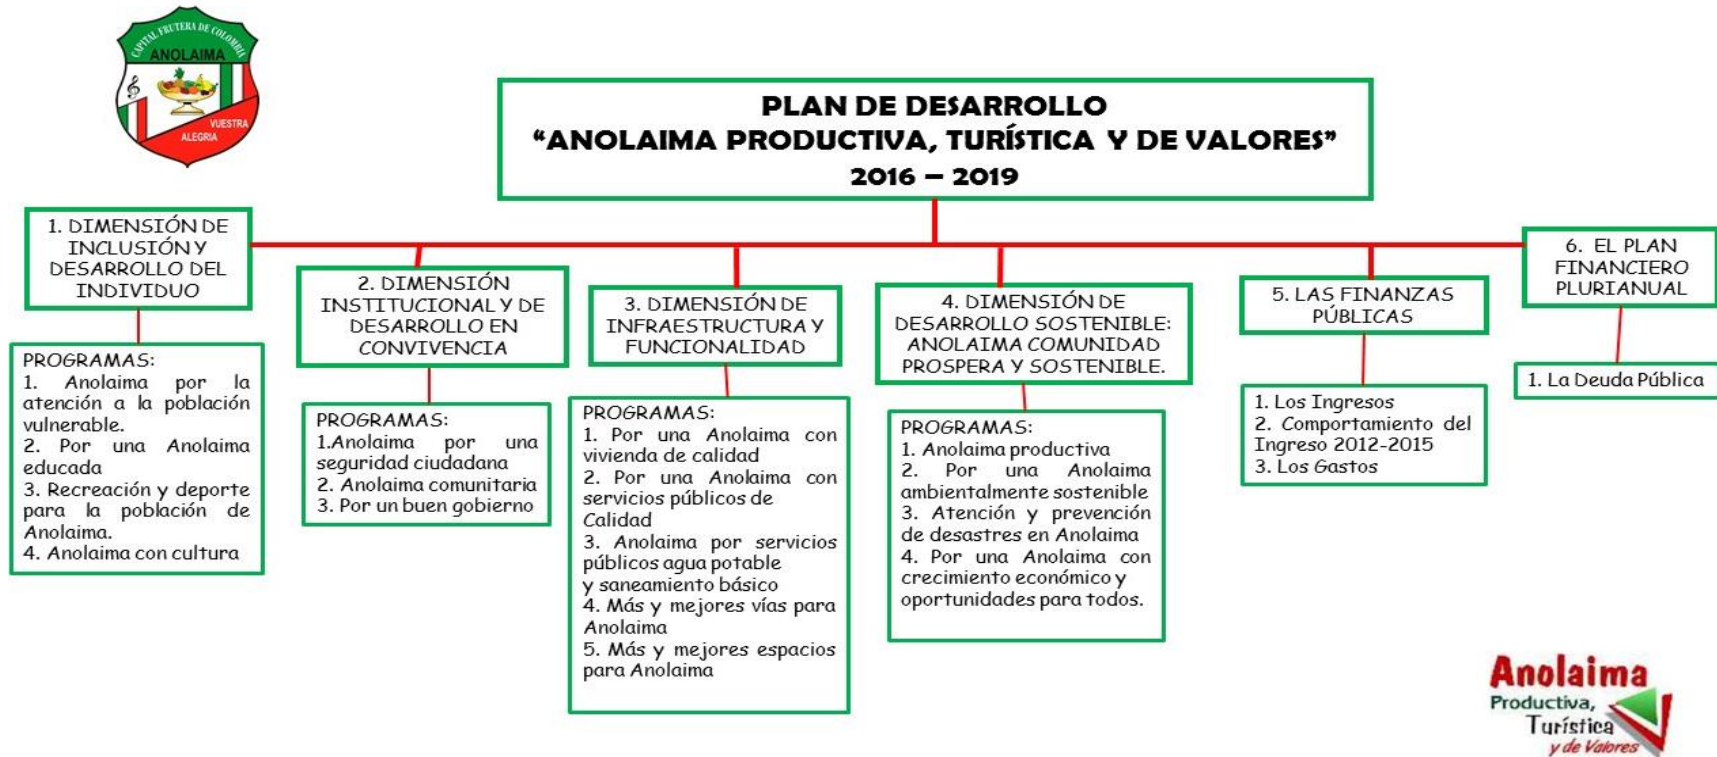 CAPITAL FRUTERA DE COLOMBIA
ANOLAIMA
VUESTRA
ALEGRIA
PLAN DE DESARROLLO
“ANOLAIMA PRODUCTIVA, TURÍSTICA Y DE VALORES”
2016 – 2019
1. DIMENSIÓN DE
INCLUSIÓN Y
DESARROLLO DEL
INDIVIDUO
PROGRAMAS:
1. Anolaima por la
atención a la población
vulnerable.
2. Por una Anolaima
educada
3. Recreación y deporte
para la población de
Anolaima.
4. Anolaima con cultura
2. DIMENSIÓN
INSTITUCIONAL Y DE
DESARROLLO EN
CONVIVENCIA
PROGRAMAS:
1.Anolaima por una
seguridad ciudadana
2. Anolaima comunitaria
3. Por un buen gobierno
3. DIMENSIÓN DE
INFRAESTRUCTURA Y
FUNCIONALIDAD
PROGRAMAS:
1. Por una Anolaima con
vivienda de calidad
2. Por una Anolaima con
servicios públicos de
Calidad
3. Anolaima por servicios
públicos agua potable
y saneamiento básico
4. Más y mejores vías para
Anolaima
5. Más y mejores espacios
para Anolaima
4. DIMENSIÓN DE
DESARROLLO SOSTENIBLE:
ANOLAIMA COMUNIDAD
PROSPERA Y SOSTENIBLE.
PROGRAMAS:
1. Anolaima productiva
2. Por una Anolaima
ambientalmente sostenible
3. Atención y prevención
de desastres en Anolaima
4. Por una Anolaima con
crecimiento económico y
oportunidades para todos.
5. LAS FINANZAS
PÚBLICAS
1. Los Ingresos
2. Comportamiento del
Ingreso 2012-2015
3. Los Gastos
6. EL PLAN
FINANCIERO
PLURIANUAL
1. La Deuda Pública
Anolaima
Productiva,
Turística
y de Valores